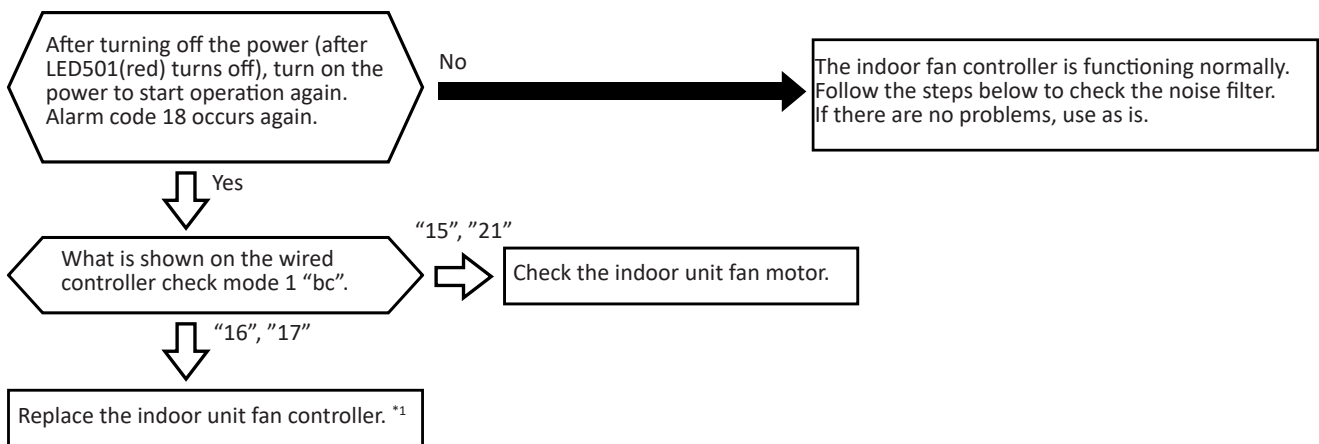 After turning off the power (after
LED501(red) turns off), turn on the
power to start operation again.
Alarm code 18 occurs again.
No
The indoor fan controller is functioning normally.
Follow the steps below to check the noise filter.
If there are no problems, use as is.
Yes
What is shown on the wired
controller check mode 1 “bc”.
“15”, ”21”
Check the indoor unit fan motor.
“16”, ”17”
Replace the indoor unit fan controller. *1